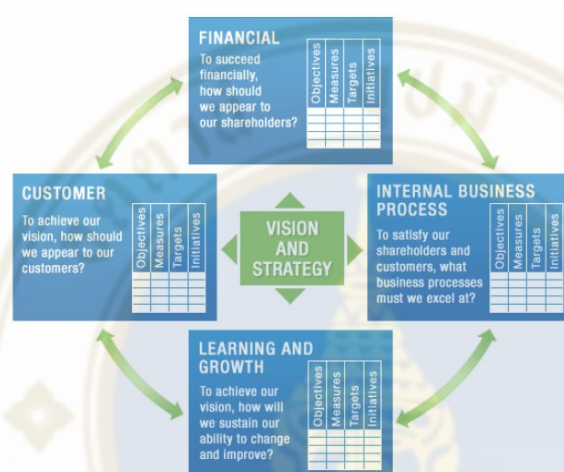 FINANCIAL
To succeed
financially,
how should
we appear to
our shareholders?
Objectives
Measures
Targets
Initiatives
CUSTOMER
To achieve our
vision, how should
we appear to our
customers?
Objectives
Measures
Targets
Initiatives
VISION
AND
STRATEGY
INTERNAL BUSINESS
PROCESS
To satisfy our
shareholders and
customers, what
business processes
must we excel at?
Objectives
Measures
Targets
Initiatives
LEARNING AND
GROWTH
To achieve our
vision, how will
we sustain our
ability to change
and improve?
Objectives
Measures
Targets
Initiatives